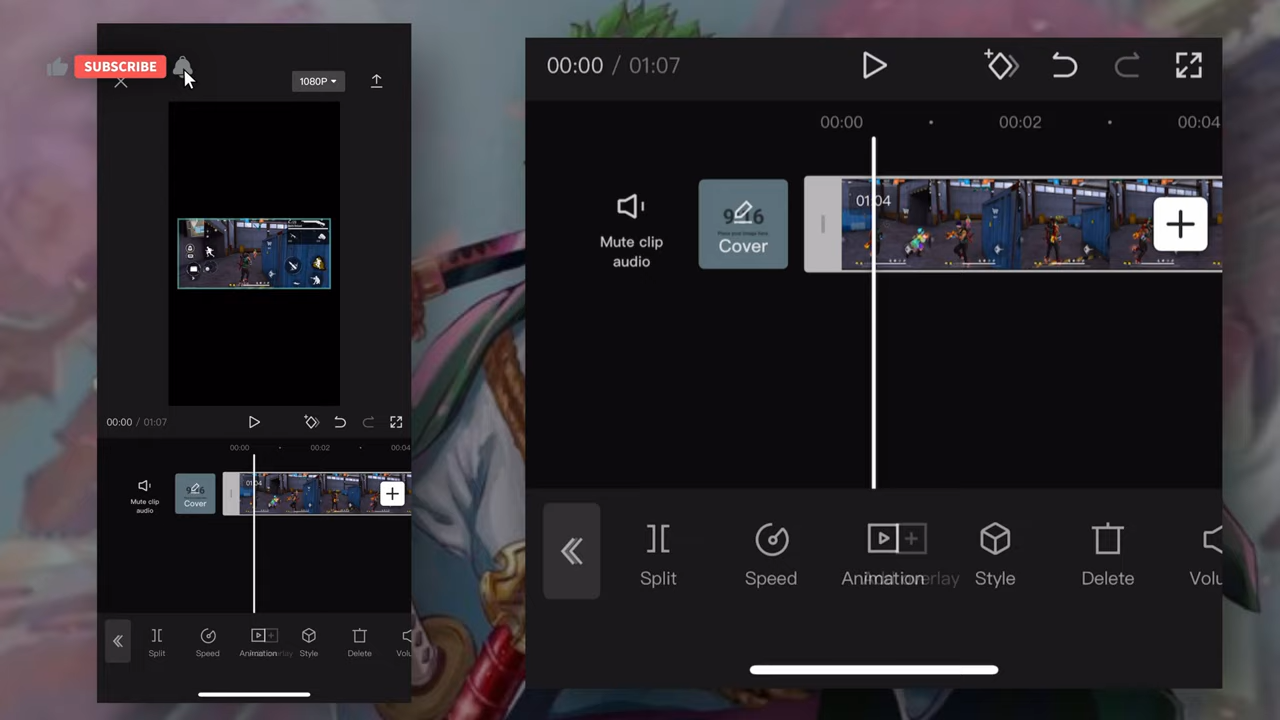 SUBSCRIBE
1080P
00:00 / 01:07
00:00
00:02
00:04
Mute clip
audio
Cover
01:04
Split
Speed
Animation
Style
Delete
00:00 / 01:07
00:00
00:02
00:04
Mute clip
audio
Cover
01:04
Split
Speed
Animation
Style
Delete
Volu